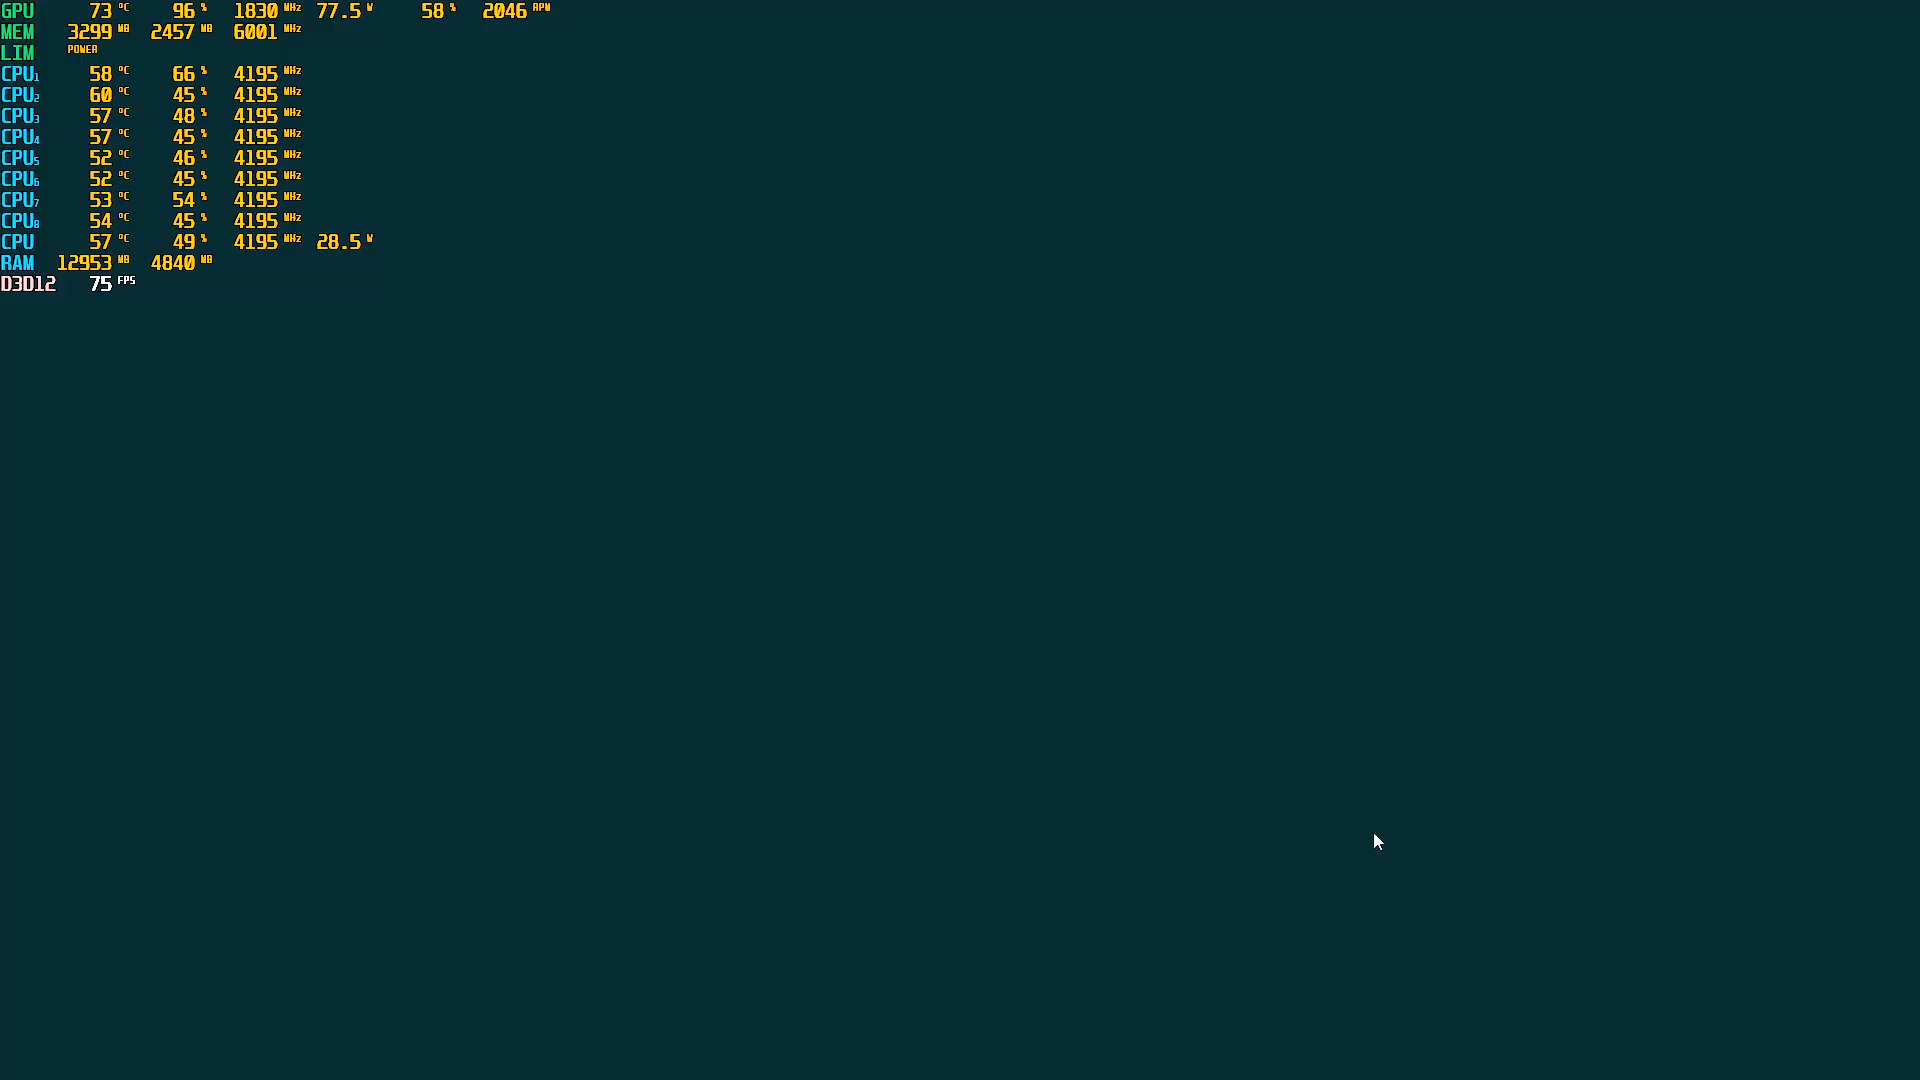 GPU 73 °C 96 % 1830 MHz 77.5 W 58 % 2046 RPM
MEM 3299 MB 2457 MB 6001 MHz
LIM POWER
CPU1 58 °C 66 % 4195 MHz
CPU2 60 °C 45 % 4195 MHz
CPU3 57 °C 48 % 4195 MHz
CPU4 57 °C 45 % 4195 MHz
CPU5 52 °C 46 % 4195 MHz
CPU6 52 °C 45 % 4195 MHz
CPU7 53 °C 54 % 4195 MHz
CPU8 54 °C 45 % 4195 MHz
CPU 57 °C 49 % 4195 MHz 28.5 W
RAM 12953 MB 4840 MB
D3D12 75 FPS